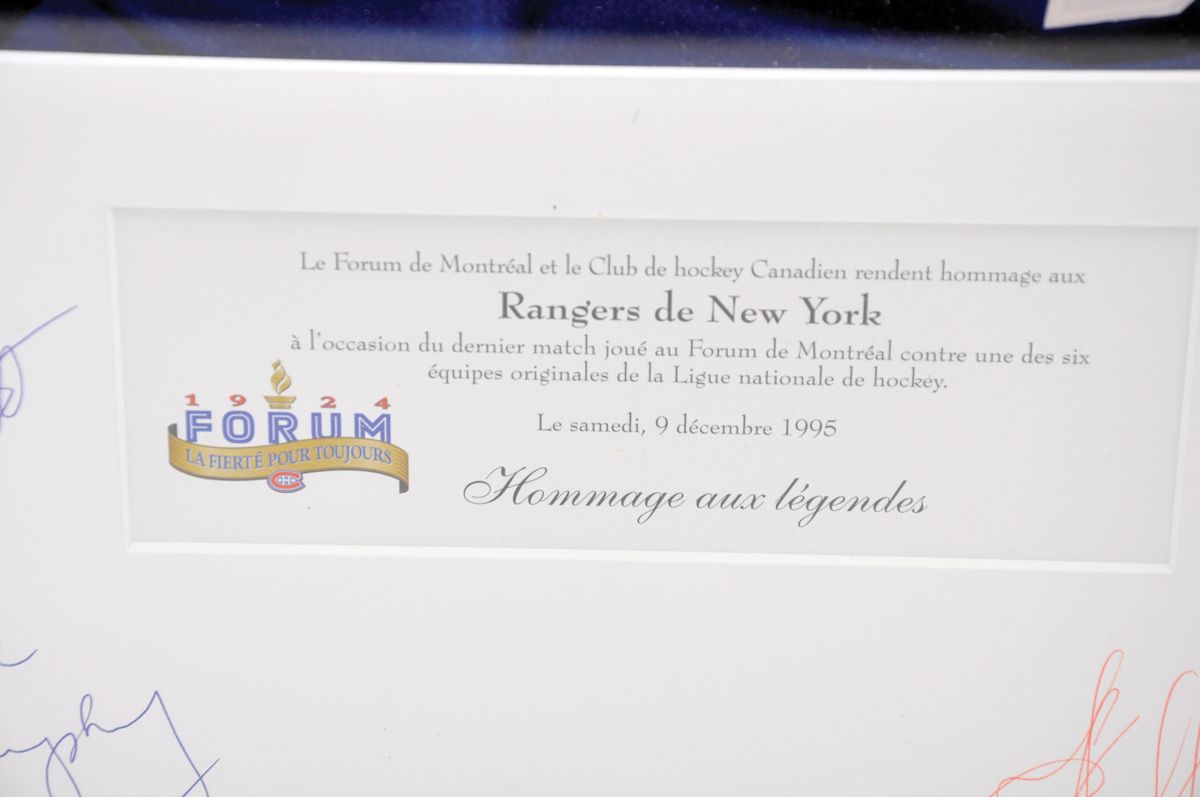 Le Forum de Montréal et le Club de hockey Canadien rendent hommage aux
Rangers de New York
à l'occasion du dernier match joué au Forum de Montréal contre une des six
équipes originales de la Ligue nationale de hockey.
Le samedi, 9 décembre 1995
Hommage aux légendes
1924
FORUM
LA FIERTÉ POUR TOUJOURS
CH